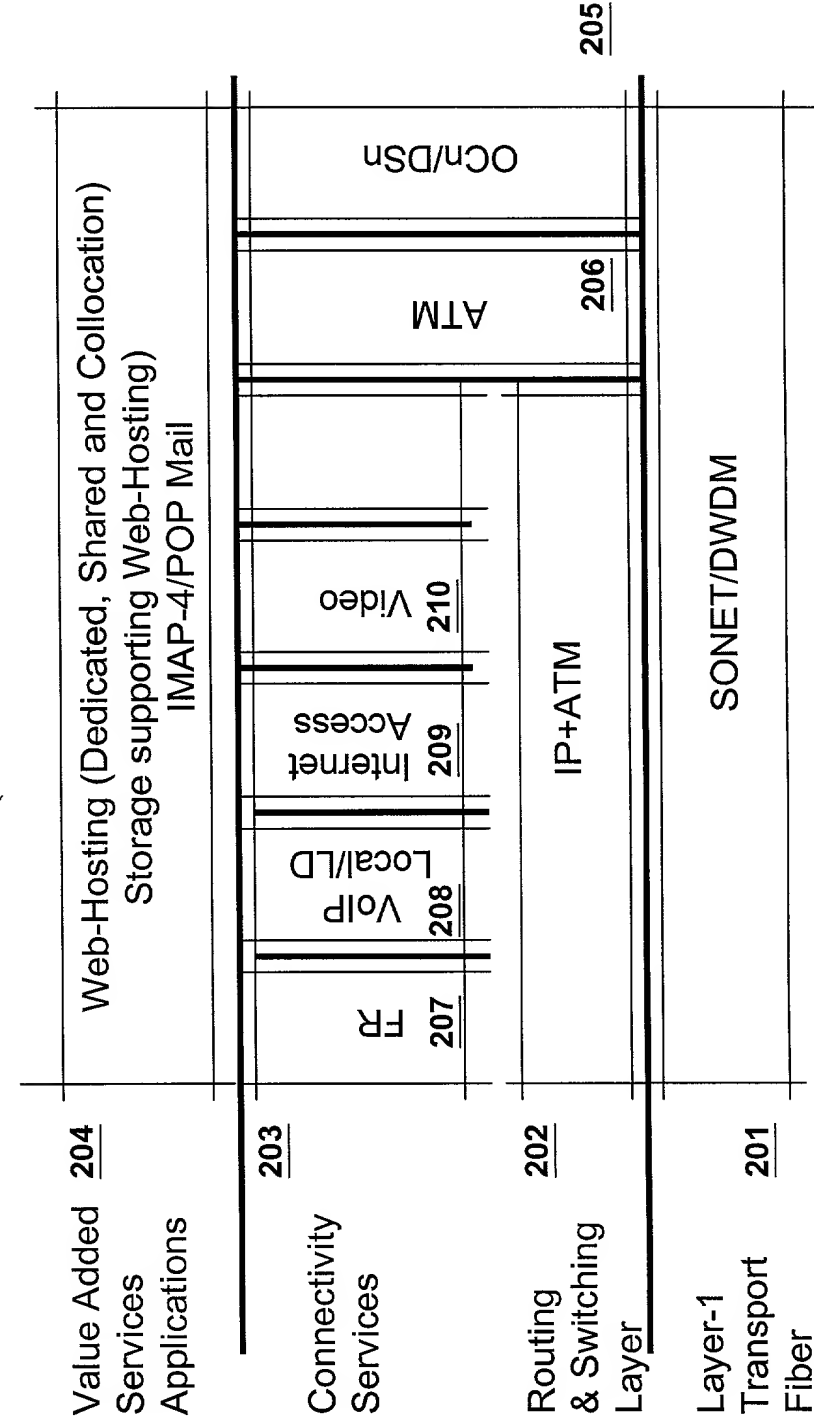 Value Added 204
Services
Applications
Web-Hosting (Dedicated, Shared and Collocation)
Storage supporting Web-Hosting)
IMAP-4/POP Mail
Connectivity 203
Services
FR
207
VoIP
Local/LD
208
Internet
Access
209
Video
210
ATM
206
OCn/DSn
205
Routing 202
& Switching
Layer
IP+ATM
Layer-1
Transport 201
Fiber
SONET/DWDM